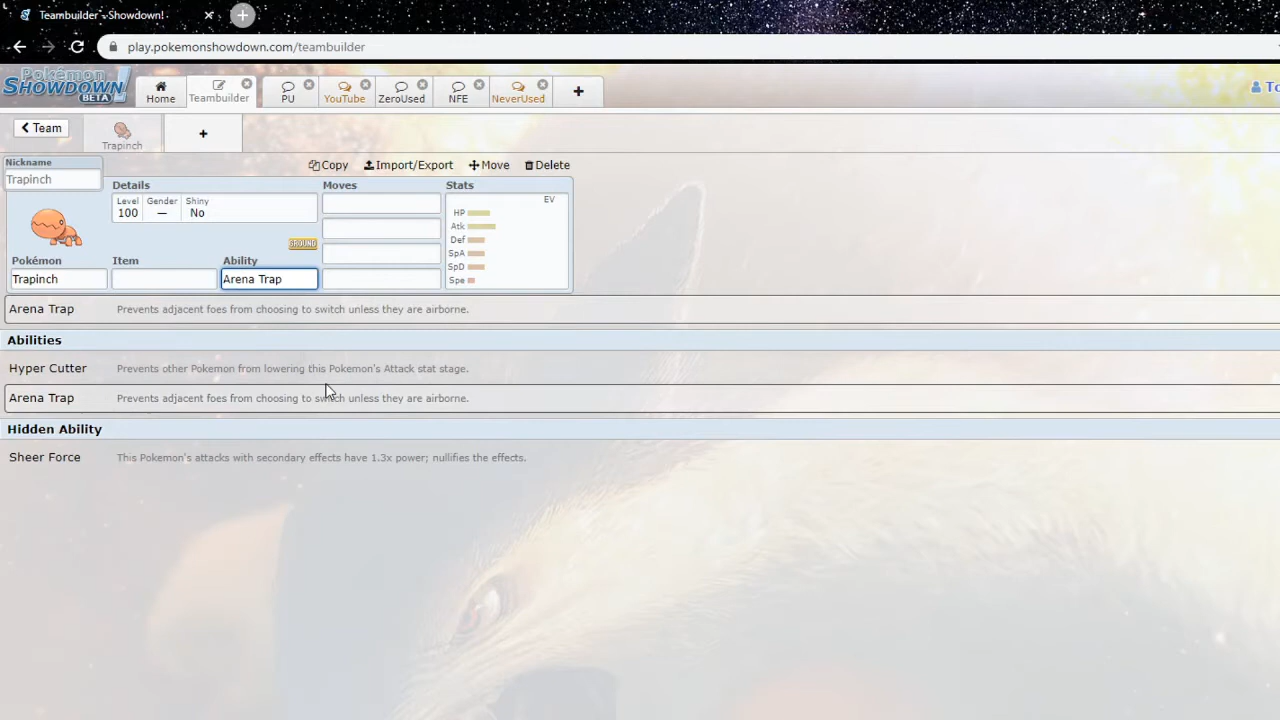 Teambuilder - Showdown!
play.pokemonshowdown.com/teambuilder
Pokémon
SHOWDOWN!
BETA
Home
Teambuilder
PU
YouTube
ZeroUsed
NFE
NeverUsed
+
To
Team
Trapinch
+
Nickname
Trapinch
Copy
Import/Export
Move
Delete
Details
Moves
Stats
Level
Gender
Shiny
EV
100
—
No
HP
Atk
Def
SpA
SpD
Spe
GROUND
Pokémon
Item
Ability
Trapinch
Arena Trap
Arena Trap Prevents adjacent foes from choosing to switch unless they are airborne.
Abilities
Hyper Cutter Prevents other Pokemon from lowering this Pokemon's Attack stat stage.
Arena Trap Prevents adjacent foes from choosing to switch unless they are airborne.
Hidden Ability
Sheer Force This Pokemon's attacks with secondary effects have 1.3x power; nullifies the effects.